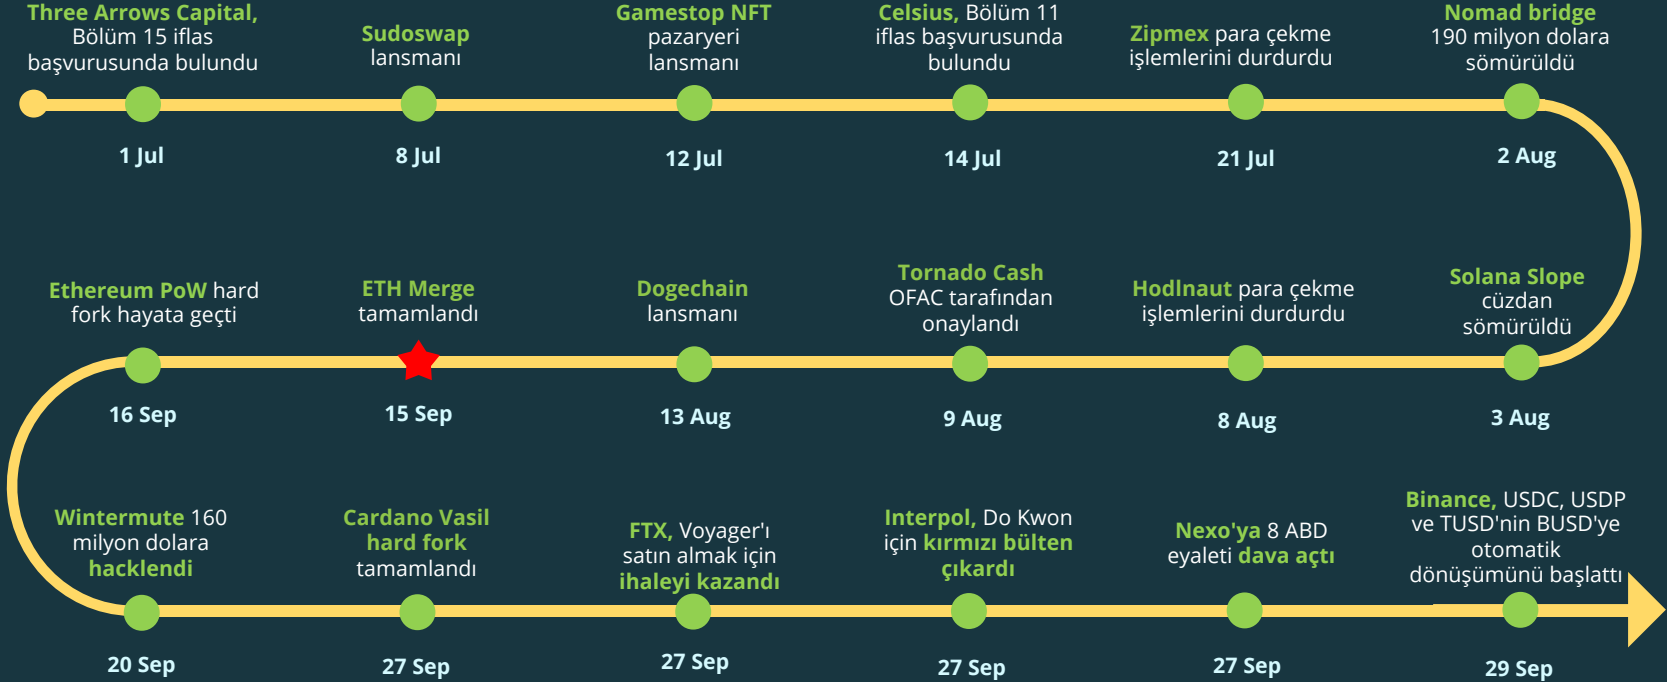 Three Arrows Capital,
Bölüm 15 iflas
başvurusunda bulundu
1 Jul
Sudoswap
lansmanı
8 Jul
Gamestop NFT
pazaryeri
lansmanı
12 Jul
Celsius, Bölüm 11
iflas başvurusunda
bulundu
14 Jul
Zipmex para çekme
işlemlerini durdurdu
21 Jul
Nomad bridge
190 milyon dolara
sömürüldü
2 Aug
Solana Slope
cüzdan
sömürüldü
3 Aug
Hodlnaut para çekme
işlemlerini durdurdu
8 Aug
Tornado Cash
OFAC tarafından
onaylandı
9 Aug
Dogechain
lansmanı
13 Aug
ETH Merge
tamamlandı
15 Sep
Ethereum PoW hard
fork hayata geçti
16 Sep
Wintermute 160
milyon dolara
hacklendi
20 Sep
Cardano Vasil
hard fork
tamamlandı
27 Sep
FTX, Voyager'ı
satın almak için
ihaleyi kazandı
27 Sep
Interpol, Do Kwon
için kırmızı bülten
çıkardı
27 Sep
Nexo'ya 8 ABD
eyaleti dava açtı
27 Sep
Binance, USDC, USDP
ve TUSD'nin BUSD'ye
otomatik
dönüşümünü başlattı
29 Sep